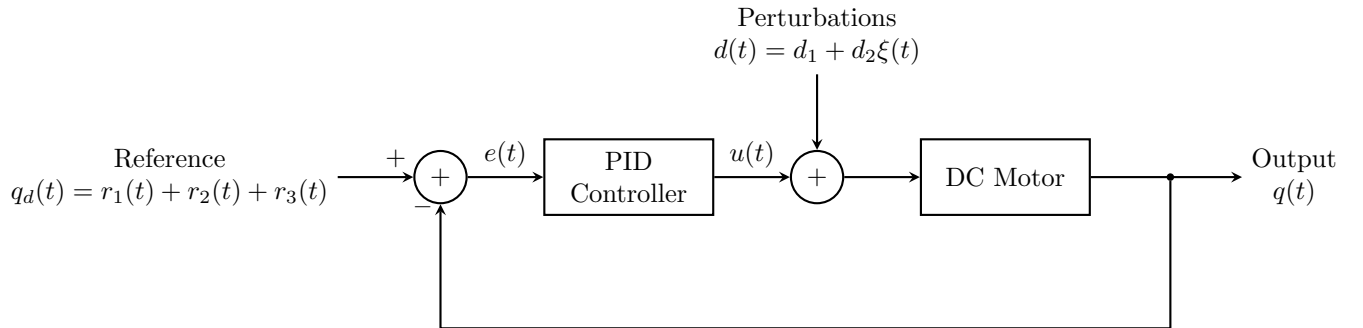 Perturbations
d(t) = d₁ + d₂ξ(t)
Reference
q_d(t) = r₁(t) + r₂(t) + r₃(t)
+
−
+
e(t)
PID
Controller
u(t)
+
DC Motor
Output
q(t)